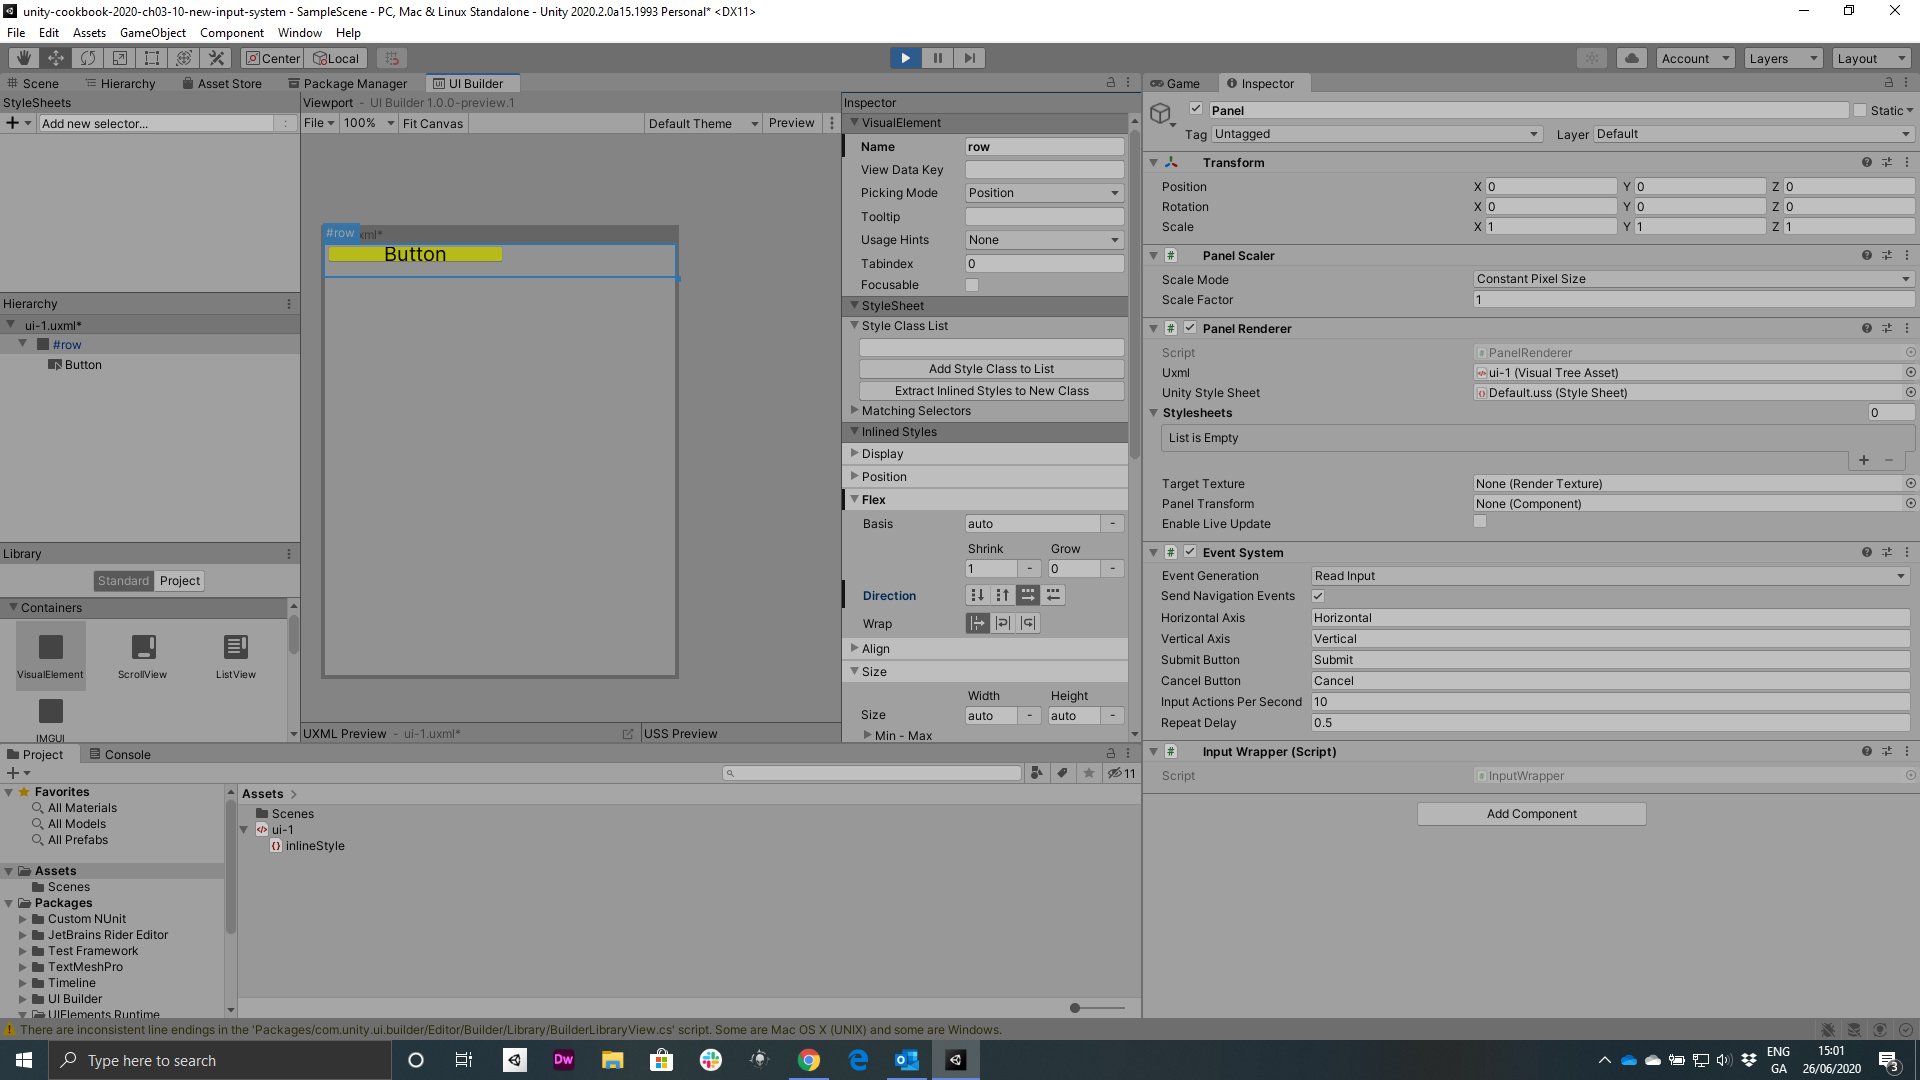 unity-cookbook-2020-ch03-10-new-input-system - SampleScene - PC, Mac & Linux Standalone - Unity 2020.2.0a15.1993 Personal* <DX11>
File Edit Assets GameObject Component Window Help
Center Local Account Layers Layout
Scene Hierarchy Asset Store Package Manager UI Builder
StyleSheets
Add new selector...
Hierarchy
ui-1.uxml*
#row
Button
Library
Standard Project
Containers
VisualElement ScrollView ListView
IMGUI
Viewport - UI Builder 1.0.0-preview.1
File 100% Fit Canvas Default Theme Preview
#row xml*
Button
UXML Preview - ui-1.uxml* USS Preview
Inspector
VisualElement
Name row
View Data Key
Picking Mode Position
Tooltip
Usage Hints None
Tabindex 0
Focusable
StyleSheet
Style Class List
Add Style Class to List
Extract Inlined Styles to New Class
Matching Selectors
Inlined Styles
Display
Position
Flex
Basis auto -
Shrink Grow
1 - 0 -
Direction
Wrap
Align
Size
Width Height
Size auto - auto -
Min - Max
Game Inspector
Panel Static
Tag Untagged Layer Default
Transform
Position X 0 Y 0 Z 0
Rotation X 0 Y 0 Z 0
Scale X 1 Y 1 Z 1
# Panel Scaler
Scale Mode Constant Pixel Size
Scale Factor 1
# Panel Renderer
Script PanelRenderer
Uxml ui-1 (Visual Tree Asset)
Unity Style Sheet Default.uss (Style Sheet)
Stylesheets 0
List is Empty
+ -
Target Texture None (Render Texture)
Panel Transform None (Component)
Enable Live Update
# Event System
Event Generation Read Input
Send Navigation Events
Horizontal Axis Horizontal
Vertical Axis Vertical
Submit Button Submit
Cancel Button Cancel
Input Actions Per Second 10
Repeat Delay 0.5
# Input Wrapper (Script)
Script InputWrapper
Add Component
Project Console
11
Favorites
All Materials
All Models
All Prefabs
Assets
Scenes
Packages
Custom NUnit
JetBrains Rider Editor
Test Framework
TextMeshPro
Timeline
UI Builder
UIElements Runtime
Assets
Scenes
ui-1
inlineStyle
There are inconsistent line endings in the 'Packages/com.unity.ui.builder/Editor/Builder/Library/BuilderLibraryView.cs' script. Some are Mac OS X (UNIX) and some are Windows.
Type here to search
Dw
ENG
GA
15:01
26/06/2020
3